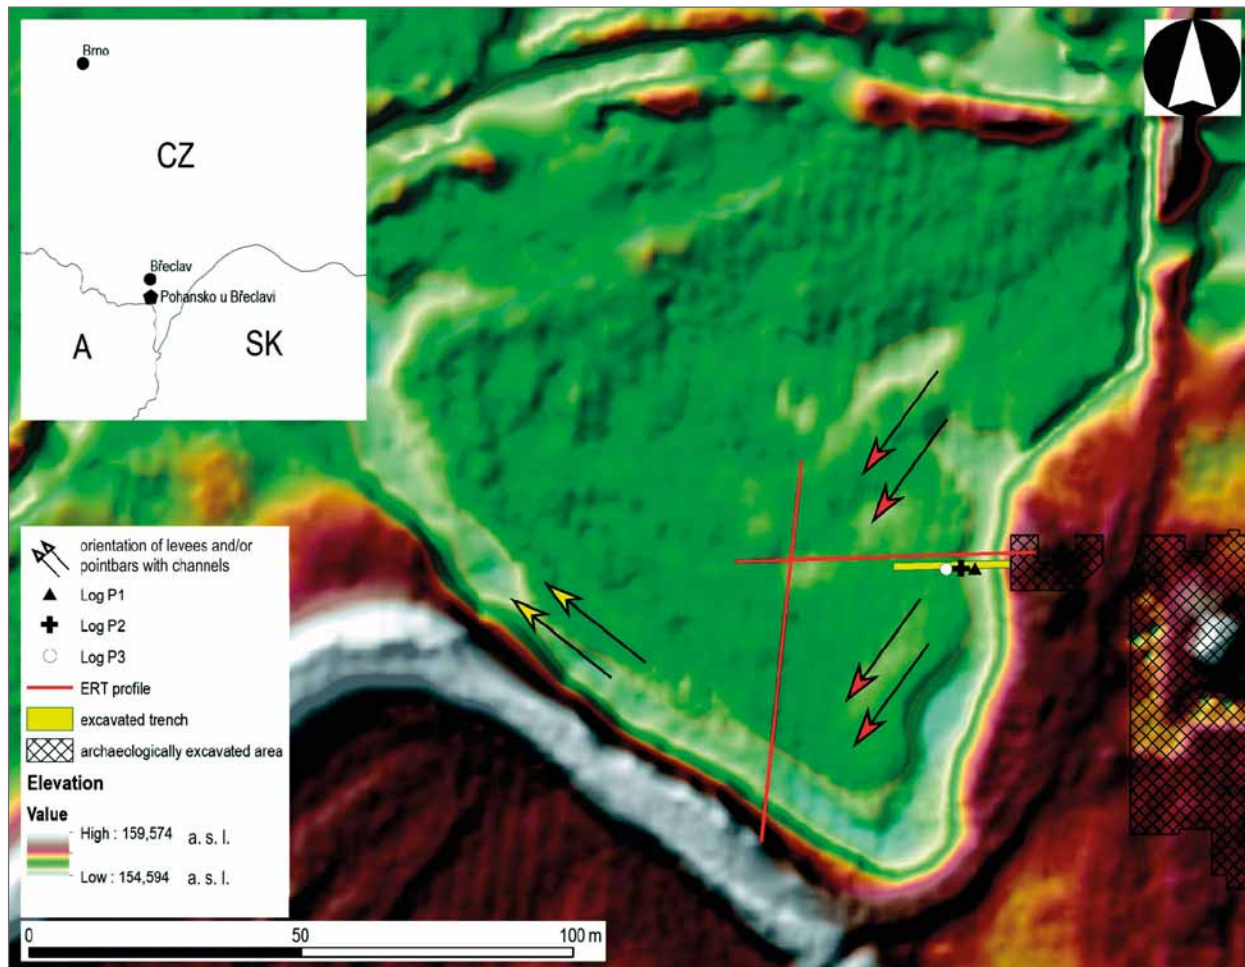 Brno
CZ
Břeclav
Pohansko u Břeclavi
A
SK
orientation of levees and/or
pointbars with channels
Log P1
Log P2
Log P3
ERT profile
excavated trench
archaeologically excavated area
Elevation
Value
High : 159,574 a. s. l.
Low : 154,594 a. s. l.
0 50 100 m